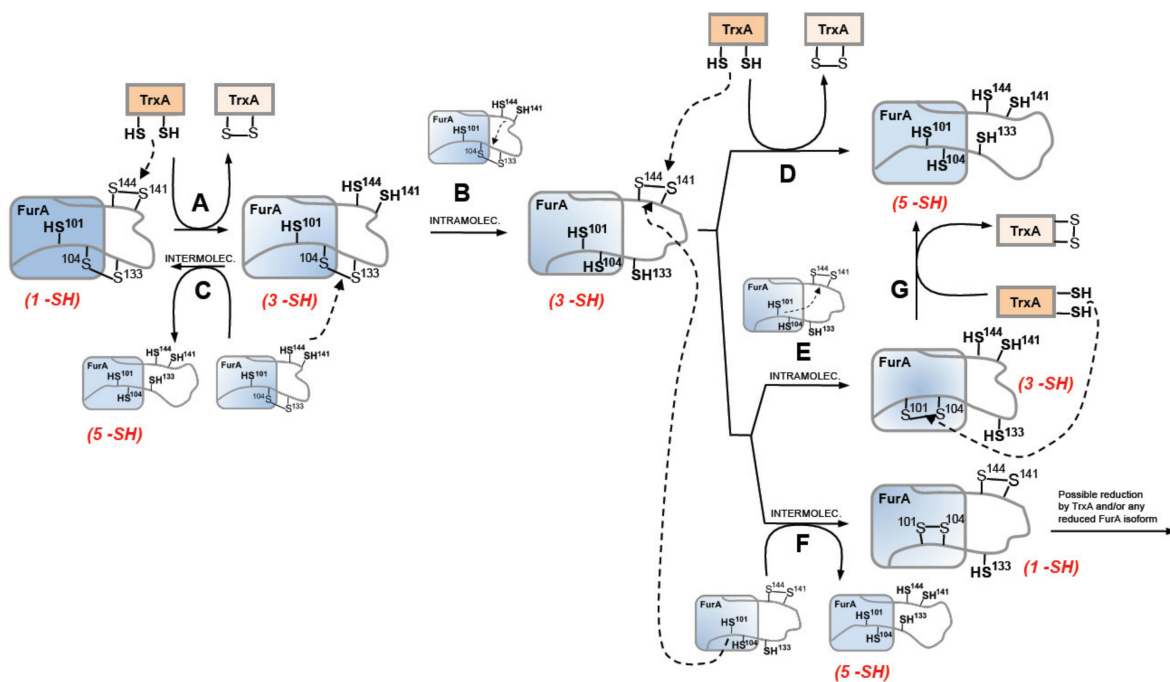 TrxA
TrxA
HS SH
S S
FurA
HS101
S144 S141
104 S S133
(1 -SH)
A
INTERMOLEC.
C
FurA
HS101
HS144
SH141
104 S S133
(3 -SH)
FurA
HS101
HS104
HS144
SH141
SH133
(5 -SH)
FurA
HS101
HS144
SH141
104 S S133
FurA
HS101
HS144
SH141
104 S S133
B
INTRAMOLEC.
FurA
HS101
HS104
S144 S141
SH133
(3 -SH)
TrxA
TrxA
HS SH
S S
D
FurA
HS101
HS104
HS144
SH141
SH133
(5 -SH)
FurA
HS101
HS104
S144 S141
SH133
E
INTRAMOLEC.
G
TrxA
S
S
TrxA
SH
SH
FurA
S101 S104
HS144
SH141
HS133
(3 -SH)
INTERMOLEC.
F
FurA
101 S S 104
S144 S141
HS133
(1 -SH)
Possible reduction
by TrxA and/or any
reduced FurA isoform
FurA
HS101
HS104
S144 S141
SH133
FurA
HS101
HS104
HS144
SH141
SH133
(5 -SH)